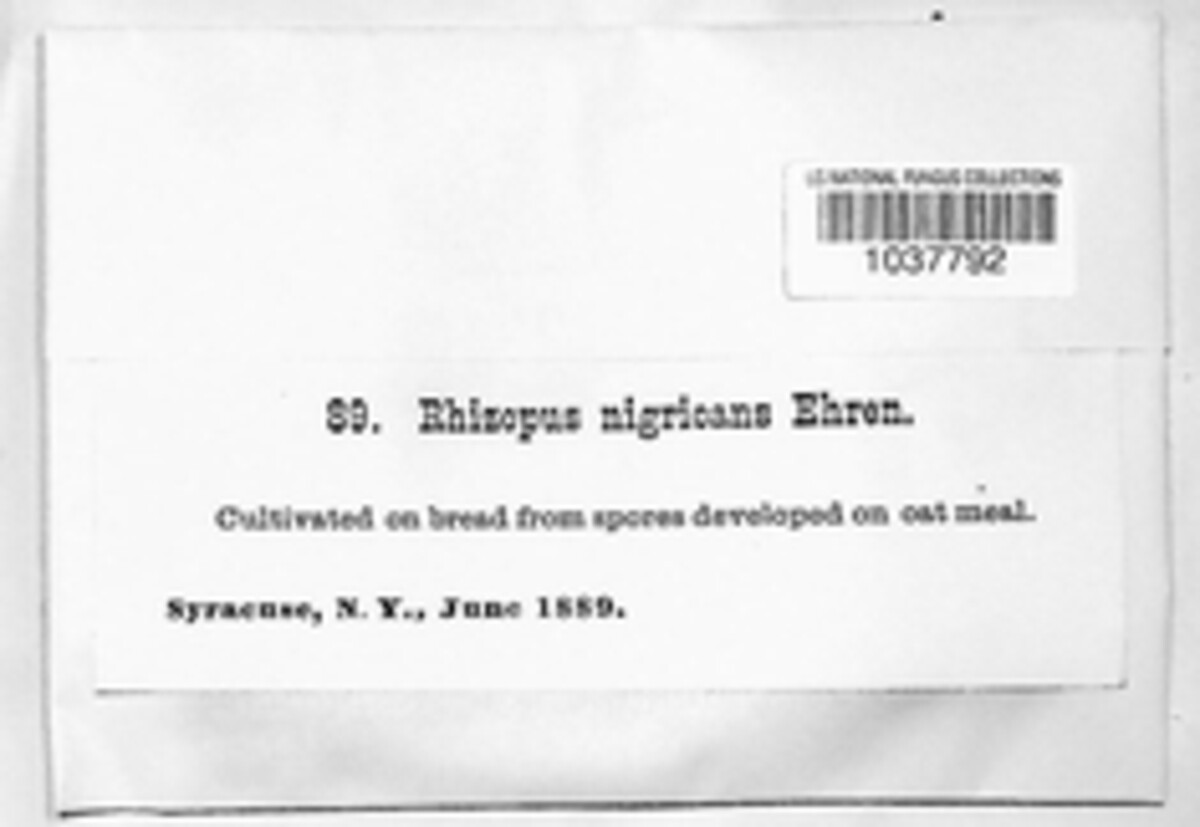 US NATIONAL FUNGUS COLLECTIONS
1037792
89. Rhizopus nigricans Ehren.
Cultivated on bread from spores developed on oat meal.
Syracuse, N. Y., June 1889.